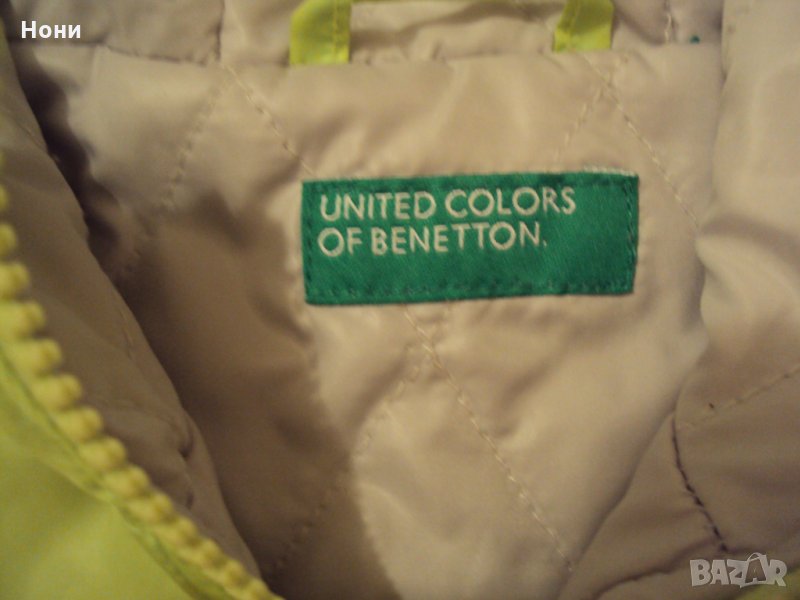 Нони
UNITED COLORS
OF BENETTON.
BAZAR